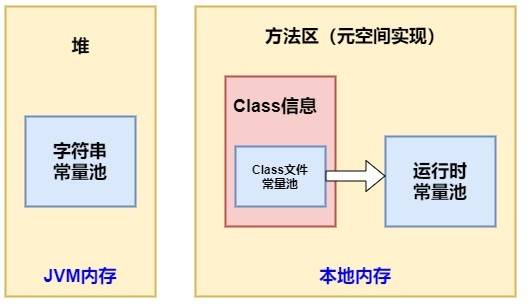 堆
字符串
常量池
JVM内存
方法区（元空间实现）
Class信息
Class文件
常量池
运行时
常量池
本地内存